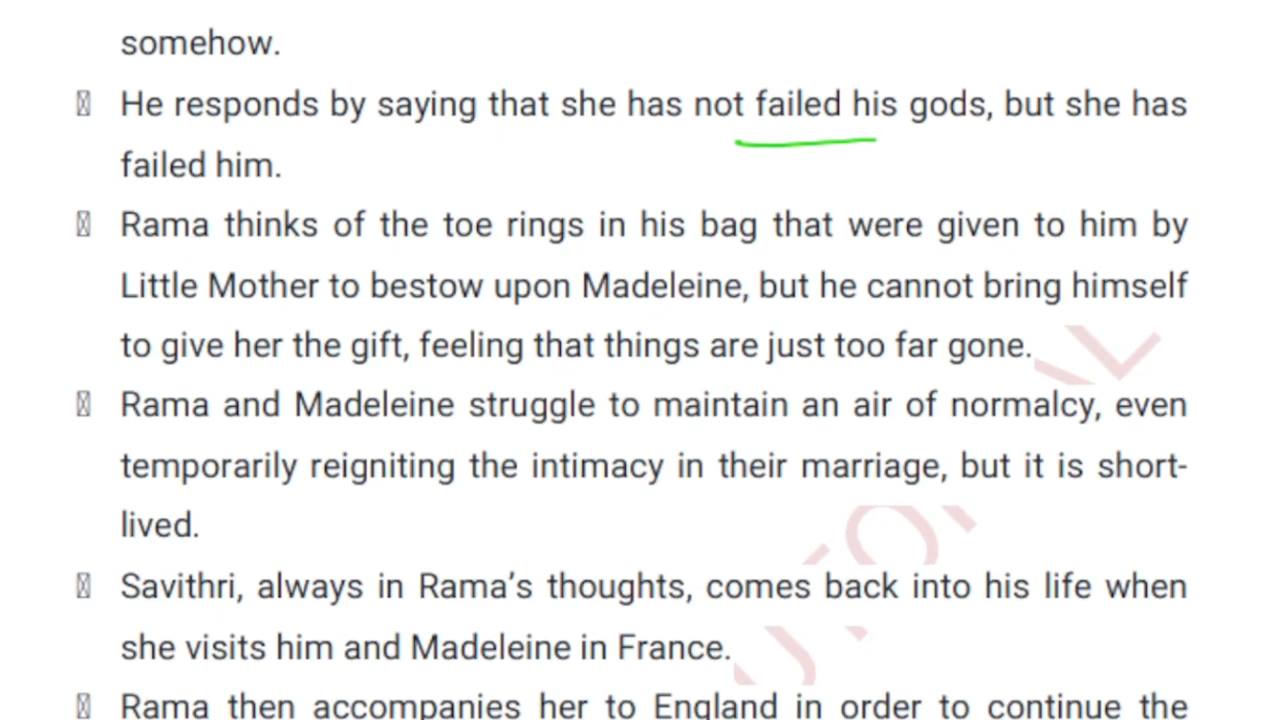 somehow.
He responds by saying that she has not failed his gods, but she has
failed him.
Rama thinks of the toe rings in his bag that were given to him by
Little Mother to bestow upon Madeleine, but he cannot bring himself
to give her the gift, feeling that things are just too far gone.
Rama and Madeleine struggle to maintain an air of normalcy, even
temporarily reigniting the intimacy in their marriage, but it is short-
lived.
Savithri, always in Rama’s thoughts, comes back into his life when
she visits him and Madeleine in France.
Rama then accompanies her to England in order to continue the